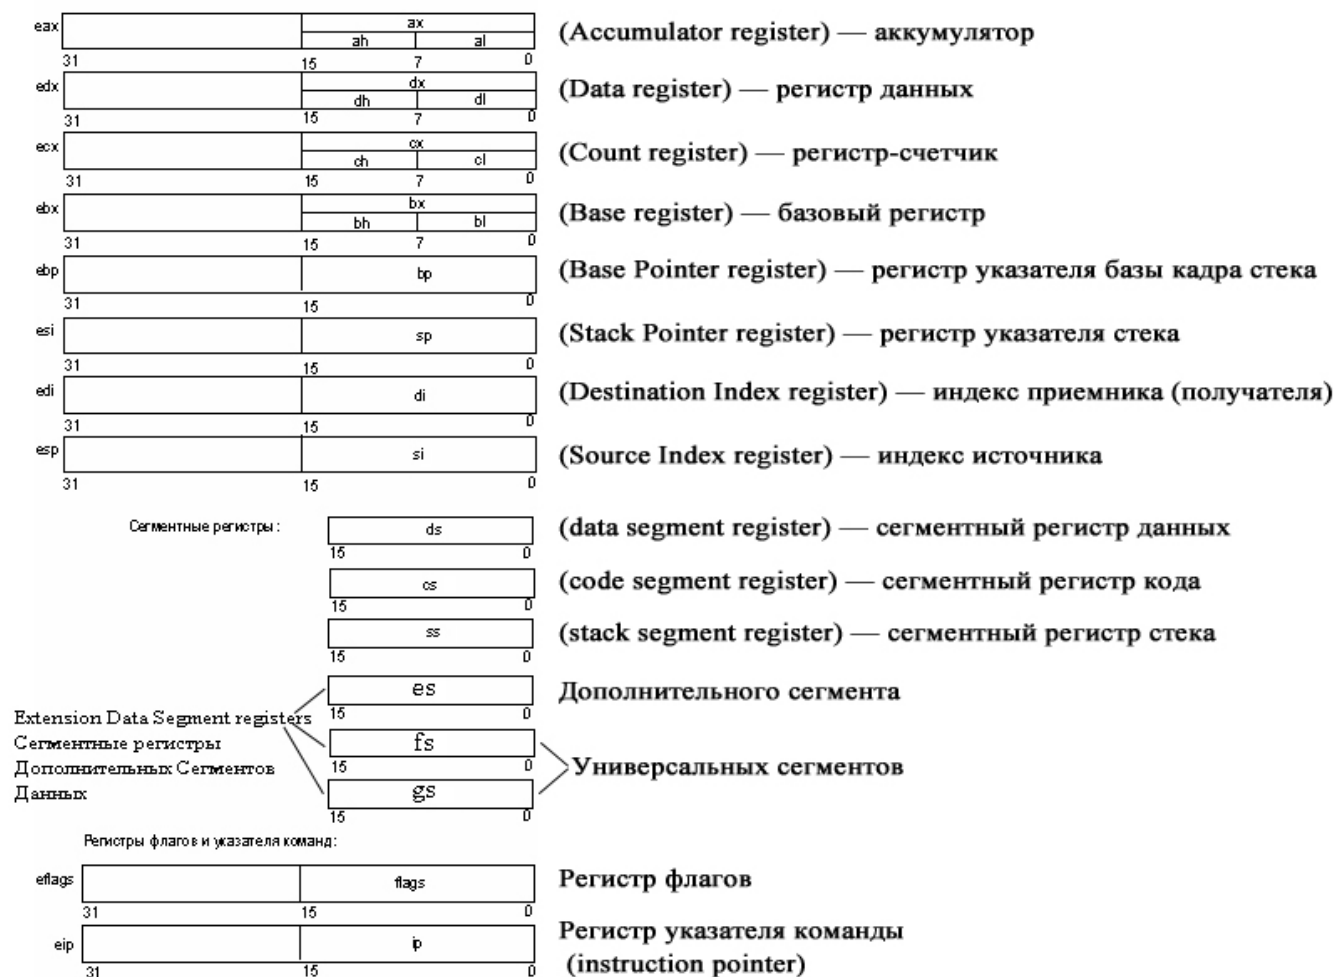 ax
eax
ah al
(Accumulator register) — аккумулятор
31 15 7 0
dx
edx
dh dl
(Data register) — регистр данных
31 15 7 0
cx
ecx
ch cl
(Count register) — регистр-счетчик
31 15 7 0
bx
ebx
bh bl
(Base register) — базовый регистр
31 15 7 0
ebp bp (Base Pointer register) — регистр указателя базы кадра стека
31 15 0
esi sp (Stack Pointer register) — регистр указателя стека
31 15 0
edi di (Destination Index register) — индекс приемника (получателя)
31 15 0
esp si (Source Index register) — индекс источника
31 15 0
Сегментные регистры: ds (data segment register) — сегментный регистр данных
15 0
cs (code segment register) — сегментный регистр кода
15 0
ss (stack segment register) — сегментный регистр стека
15 0
es Дополнительного сегмента
15 0
Extension Data Segment registers
Сегментные регистры
Дополнительных Сегментов
Данных
fs
15 0
Универсальных сегментов
gs
15 0
Регистры флагов и указателя команд:
eflags flags Регистр флагов
31 15 0
eip ip Регистр указателя команды
(instruction pointer)
31 15 0